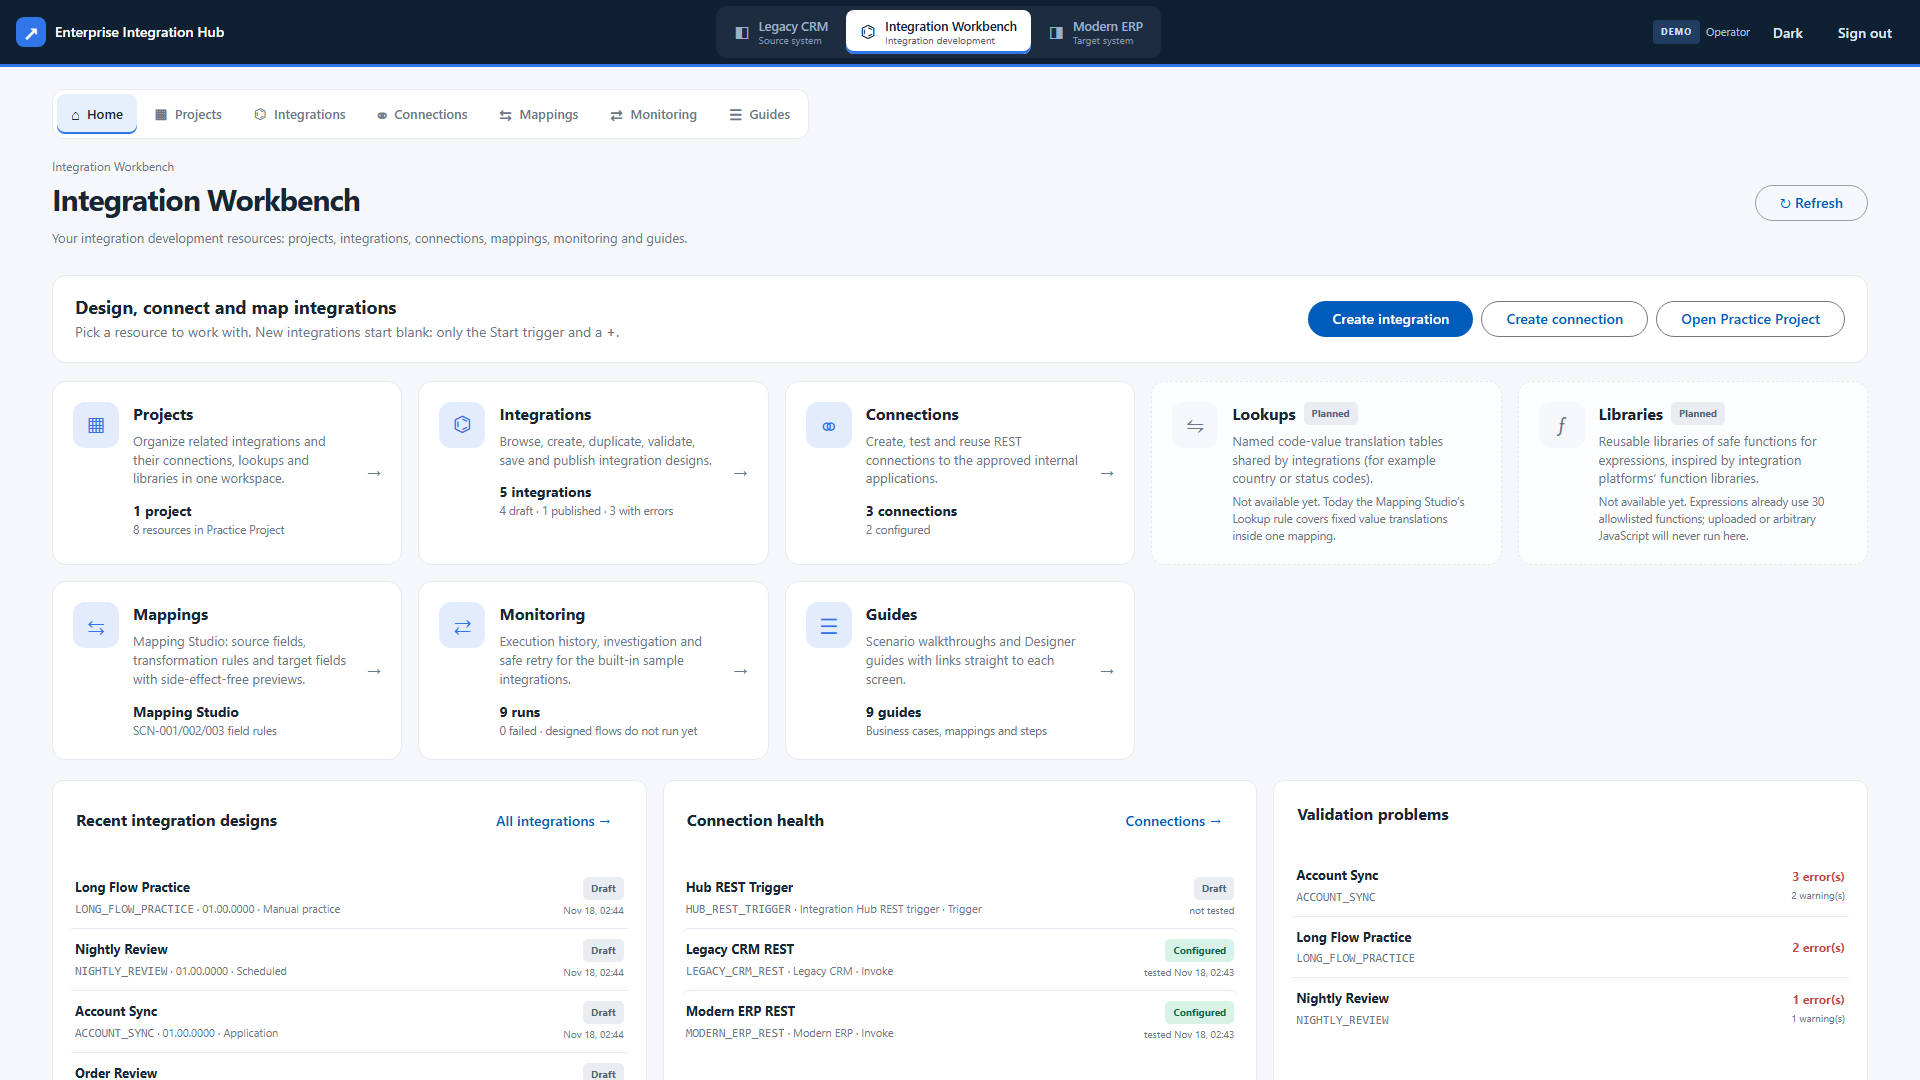 Enterprise Integration Hub
Legacy CRM
Source system
Integration Workbench
Integration development
Modern ERP
Target system
DEMO
Operator
Dark
Sign out
Home
Projects
Integrations
Connections
Mappings
Monitoring
Guides
Integration Workbench
Integration Workbench
Your integration development resources: projects, integrations, connections, mappings, monitoring and guides.
↻ Refresh
Design, connect and map integrations
Pick a resource to work with. New integrations start blank: only the Start trigger and a +.
Create integration
Create connection
Open Practice Project
Projects
Organize related integrations and
their connections, lookups and
libraries in one workspace.
→
1 project
8 resources in Practice Project
Integrations
Browse, create, duplicate, validate,
save and publish integration designs.
→
5 integrations
4 draft · 1 published · 3 with errors
Connections
Create, test and reuse REST
connections to the approved internal
applications.
→
3 connections
2 configured
Lookups
Planned
Named code-value translation tables
shared by integrations (for example
country or status codes).
Not available yet. Today the Mapping Studio's
Lookup rule covers fixed value translations
inside one mapping.
Libraries
Planned
Reusable libraries of safe functions for
expressions, inspired by integration
platforms' function libraries.
Not available yet. Expressions already use 30
allowlisted functions; uploaded or arbitrary
JavaScript will never run here.
Mappings
Mapping Studio: source fields,
transformation rules and target fields
with side-effect-free previews.
→
Mapping Studio
SCN-001/002/003 field rules
Monitoring
Execution history, investigation and
safe retry for the built-in sample
integrations.
→
9 runs
0 failed · designed flows do not run yet
Guides
Scenario walkthroughs and Designer
guides with links straight to each
screen.
→
9 guides
Business cases, mappings and steps
Recent integration designs
All integrations →
Long Flow Practice
Draft
LONG_FLOW_PRACTICE · 01.00.0000 · Manual practice
Nov 18, 02:44
Nightly Review
Draft
NIGHTLY_REVIEW · 01.00.0000 · Scheduled
Nov 18, 02:44
Account Sync
Draft
ACCOUNT_SYNC · 01.00.0000 · Application
Nov 18, 02:44
Order Review
Draft
Connection health
Connections →
Hub REST Trigger
Draft
HUB_REST_TRIGGER · Integration Hub REST trigger · Trigger
not tested
Legacy CRM REST
Configured
LEGACY_CRM_REST · Legacy CRM · Invoke
tested Nov 18, 02:43
Modern ERP REST
Configured
MODERN_ERP_REST · Modern ERP · Invoke
tested Nov 18, 02:43
Validation problems
Account Sync
3 error(s)
ACCOUNT_SYNC
2 warning(s)
Long Flow Practice
2 error(s)
LONG_FLOW_PRACTICE
Nightly Review
1 error(s)
NIGHTLY_REVIEW
1 warning(s)